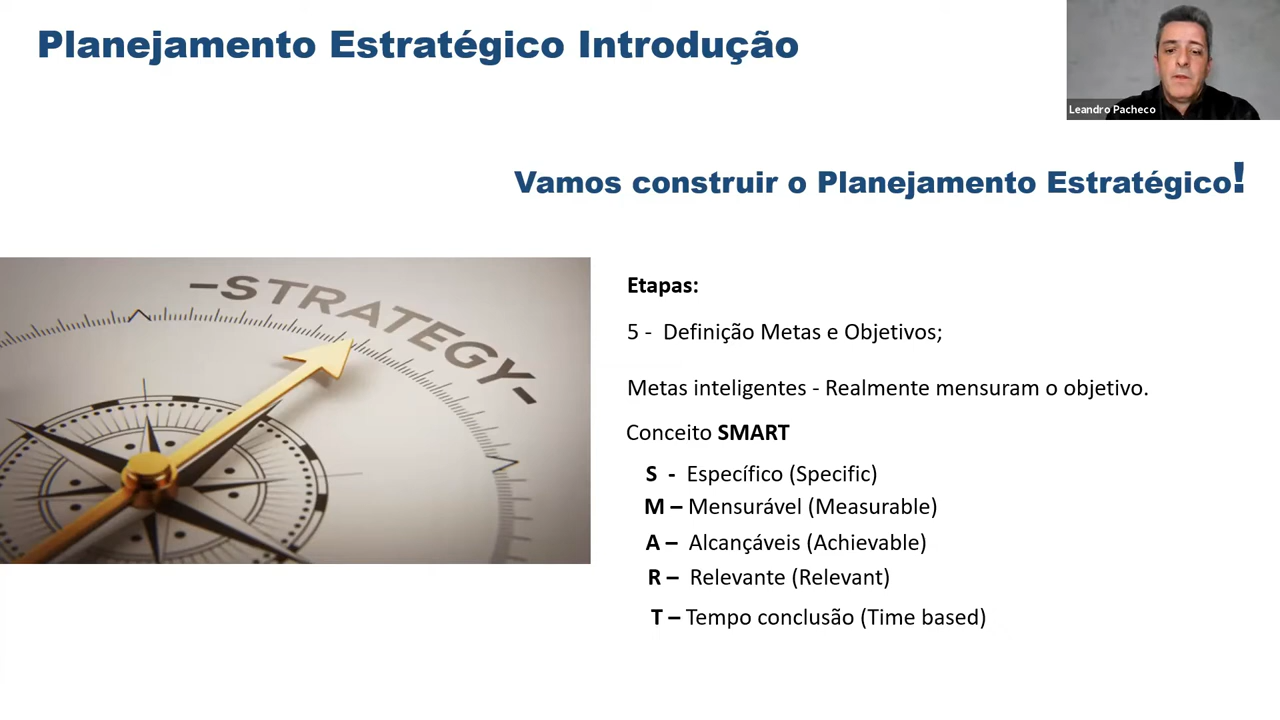 Planejamento Estratégico Introdução
Leandro Pacheco
Vamos construir o Planejamento Estratégico!
-STRATEGY-
Etapas:
5 - Definição Metas e Objetivos;
Metas inteligentes - Realmente mensuram o objetivo.
Conceito SMART
S - Específico (Specific)
M – Mensurável (Measurable)
A – Alcançáveis (Achievable)
R – Relevante (Relevant)
T – Tempo conclusão (Time based)